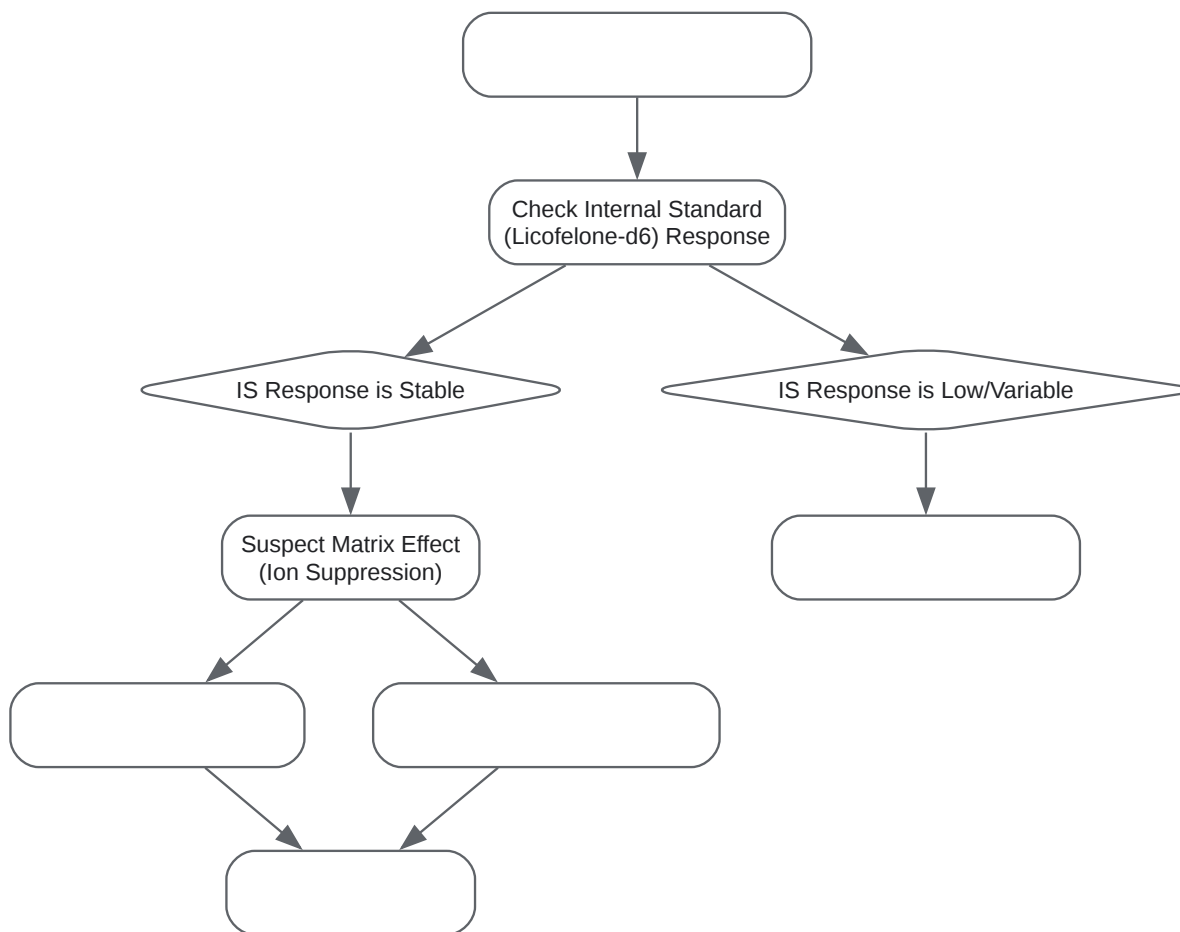 Check Internal Standard
(Licofelone-d6) Response
IS Response is Stable
IS Response is Low/Variable
Suspect Matrix Effect
(Ion Suppression)